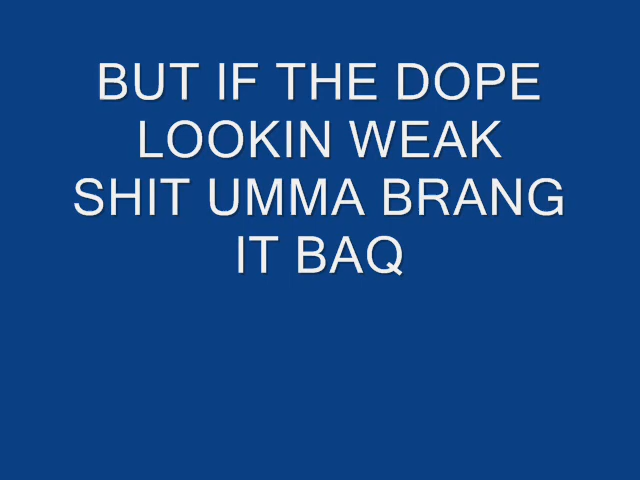 BUT IF THE DOPE
LOOKIN WEAK
SHIT UMMA BRANG
IT BAQ